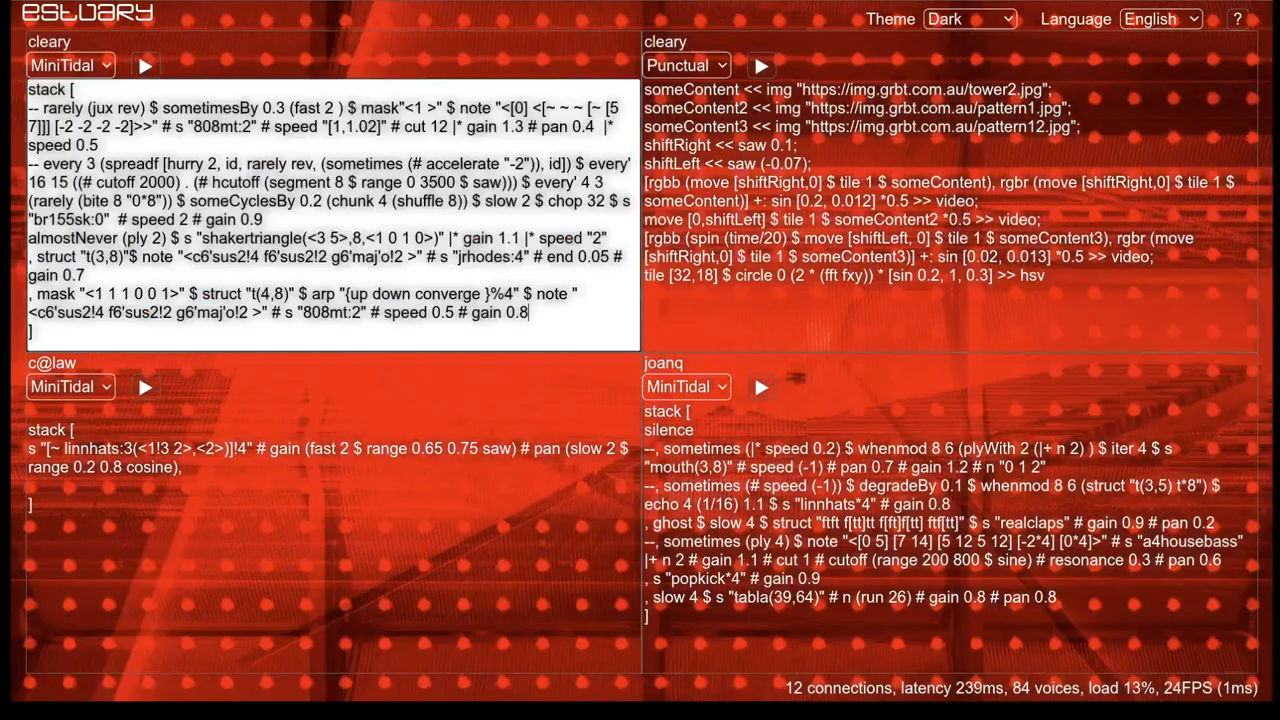 estuary
Theme Dark Language English ?
cleary
MiniTidal
stack [
-- rarely (jux rev) $ sometimesBy 0.3 (fast 2 ) $ mask"<1 >" $ note "<[0] <[~ ~ ~ [~ [5
7]]] [-2 -2 -2 -2]>>" # s "808mt:2" # speed "[1,1.02]" # cut 12 |* gain 1.3 # pan 0.4  |*
speed 0.5
-- every 3 (spreadf [hurry 2, id, rarely rev, (sometimes (# accelerate "-2")), id]) $ every'
16 15 ((# cutoff 2000) . (# hcutoff (segment 8 $ range 0 3500 $ saw))) $ every' 4 3
(rarely (bite 8 "0*8")) $ someCyclesBy 0.2 (chunk 4 (shuffle 8)) $ slow 2 $ chop 32 $ s
"br155sk:0"  # speed 2 # gain 0.9
almostNever (ply 2) $ s "shakertriangle(<3 5>,8,<1 0 1 0>)" |* gain 1.1 |* speed "2"
, struct "t(3,8)"$ note "<c6'sus2!4 f6'sus2!2 g6'maj'o!2 >" # s "jrhodes:4" # end 0.05 #
gain 0.7
, mask "<1 1 1 0 0 1>" $ struct "t(4,8)" $ arp "{up down converge }%4" $ note "
<c6'sus2!4 f6'sus2!2 g6'maj'o!2 >" # s "808mt:2" # speed 0.5 # gain 0.8
]
cleary
Punctual
someContent << img "https://img.grbt.com.au/tower2.jpg";
someContent2 << img "https://img.grbt.com.au/pattern1.jpg";
someContent3 << img "https://img.grbt.com.au/pattern12.jpg";
shiftRight << saw 0.1;
shiftLeft << saw (-0.07);
[rgbb (move [shiftRight,0] $ tile 1 $ someContent), rgbr (move [shiftRight,0] $ tile 1 $
someContent)] +: sin [0.2, 0.012] *0.5 >> video;
move [0,shiftLeft] $ tile 1 $ someContent2 *0.5 >> video;
[rgbb (spin (time/20) $ move [shiftLeft, 0] $ tile 1 $ someContent3), rgbr (move
[shiftRight,0] $ tile 1 $ someContent3)] +: sin [0.02, 0.013] *0.5 >> video;
tile [32,18] $ circle 0 (2 * (fft fxy)) * [sin 0.2, 1, 0.3] >> hsv
c@law
MiniTidal
stack [
s "[~ linnhats:3(<1!3 2>,<2>)]!4" # gain (fast 2 $ range 0.65 0.75 saw) # pan (slow 2 $
range 0.2 0.8 cosine),
]
joanq
MiniTidal
stack [
silence
--, sometimes (|* speed 0.2) $ whenmod 8 6 (plyWith 2 (|+ n 2) ) $ iter 4 $ s
"mouth(3,8)" # speed (-1) # pan 0.7 # gain 1.2 # n "0 1 2"
--, sometimes (# speed (-1)) $ degradeBy 0.1 $ whenmod 8 6 (struct "t(3,5) t*8") $
echo 4 (1/16) 1.1 $ s "linnhats*4" # gain 0.8
, ghost $ slow 4 $ struct "ftft f[tt]tt f[ft]f[tt] ftf[tt]" $ s "realclaps" # gain 0.9 # pan 0.2
--, sometimes (ply 4) $ note "<[0 5] [7 14] [5 12 5 12] [-2*4] [0*4]>" # s "a4housebass"
|+ n 2 # gain 1.1 # cut 1 # cutoff (range 200 800 $ sine) # resonance 0.3 # pan 0.6
, s "popkick*4" # gain 0.9
, slow 4 $ s "tabla(39,64)" # n (run 26) # gain 0.8 # pan 0.8
]
12 connections, latency 239ms, 84 voices, load 13%, 24FPS (1ms)